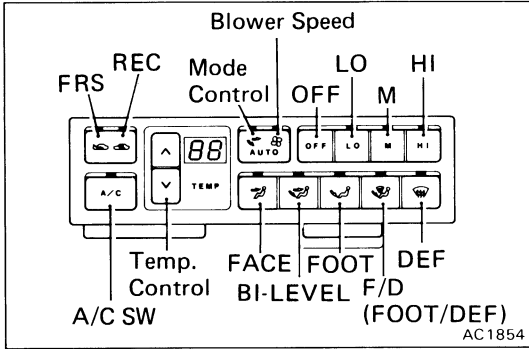 Blower Speed
FRS REC Mode Control OFF LO M HI
88
AUTO OFF LO M HI
A/C TEMP
Temp. Control FACE FOOT DEF
BI-LEVEL F/D
A/C SW (FOOT/DEF)
AC1854